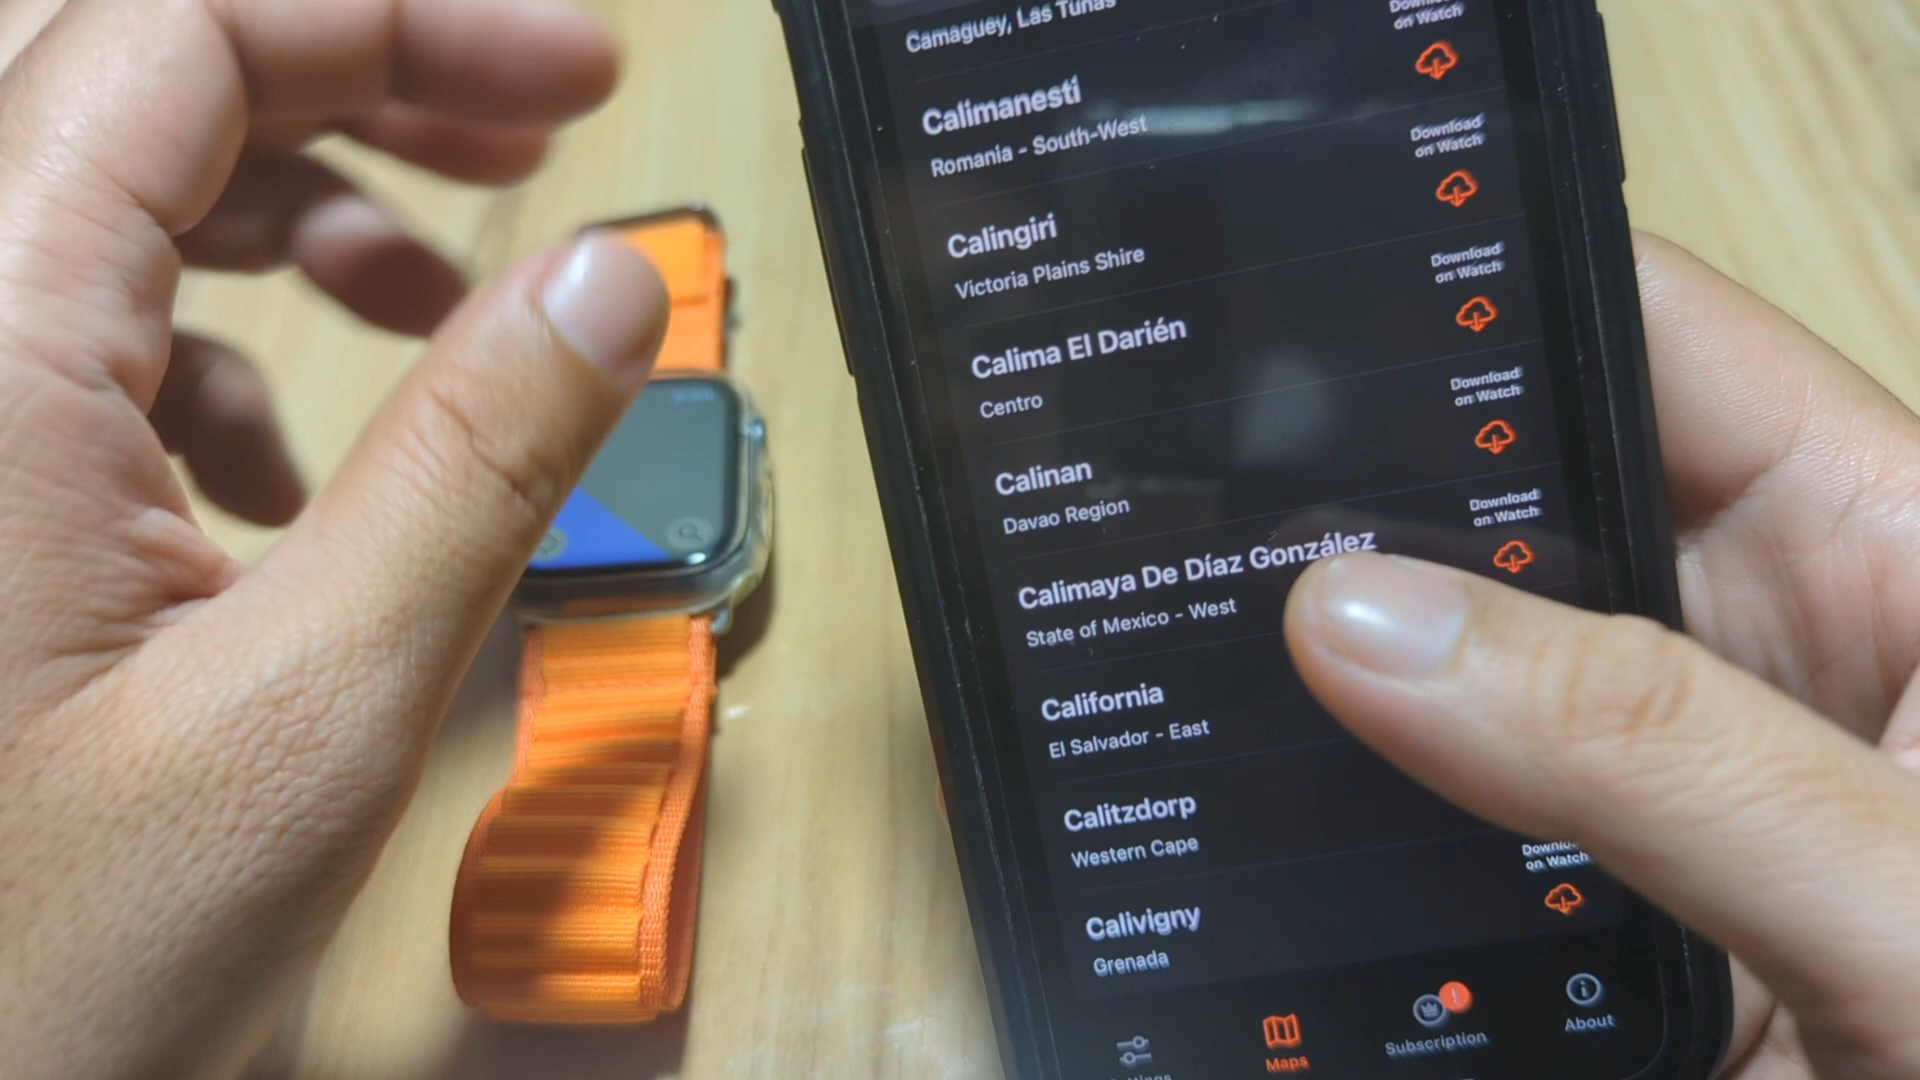 Camaguey, Las Tunas
Download
on Watch
Calimanesti
Romania - South-West
Download
on Watch
Calingiri
Victoria Plains Shire
Download
on Watch
Calima El Darién
Centro
Download
on Watch
Calinan
Davao Region
Download
on Watch
Calimaya De Díaz González
State of Mexico - West
California
El Salvador - East
Calitzdorp
Western Cape
on Watch
Calivigny
Grenada
Maps
!
Subscription
About